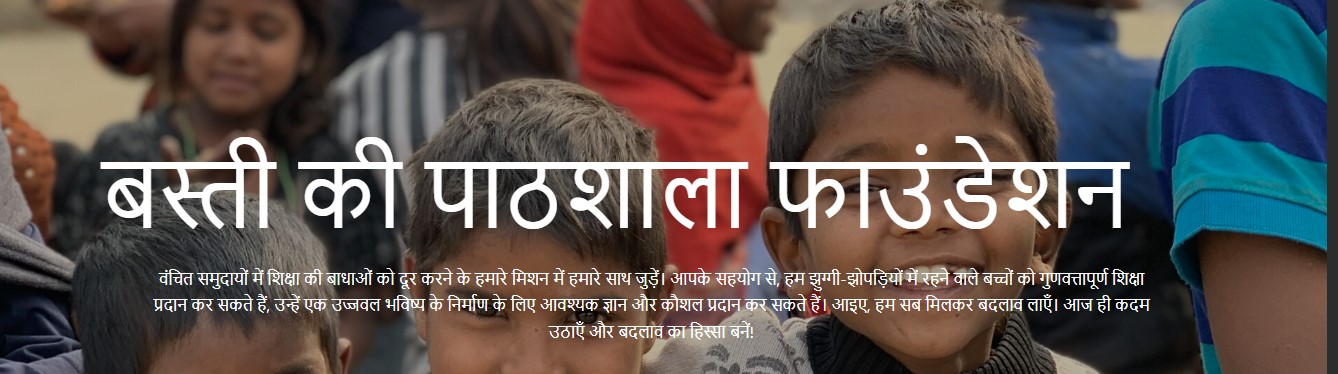 बस्ती की पाठशाला फाउंडेशन
वंचित समुदायों में शिक्षा की बाधाओं को दूर करने के हमारे मिशन में हमारे साथ जुड़ें। आपके सहयोग से, हम झुग्गी-झोपड़ियों में रहने वाले बच्चों को गुणवत्तापूर्ण शिक्षा
प्रदान कर सकते हैं, उन्हें एक उज्जवल भविष्य के निर्माण के लिए आवश्यक ज्ञान और कौशल प्रदान कर सकते हैं। आइए, हम सब मिलकर बदलाव लाएँ। आज ही कदम
उठाएँ और बदलाव का हिस्सा बनें!